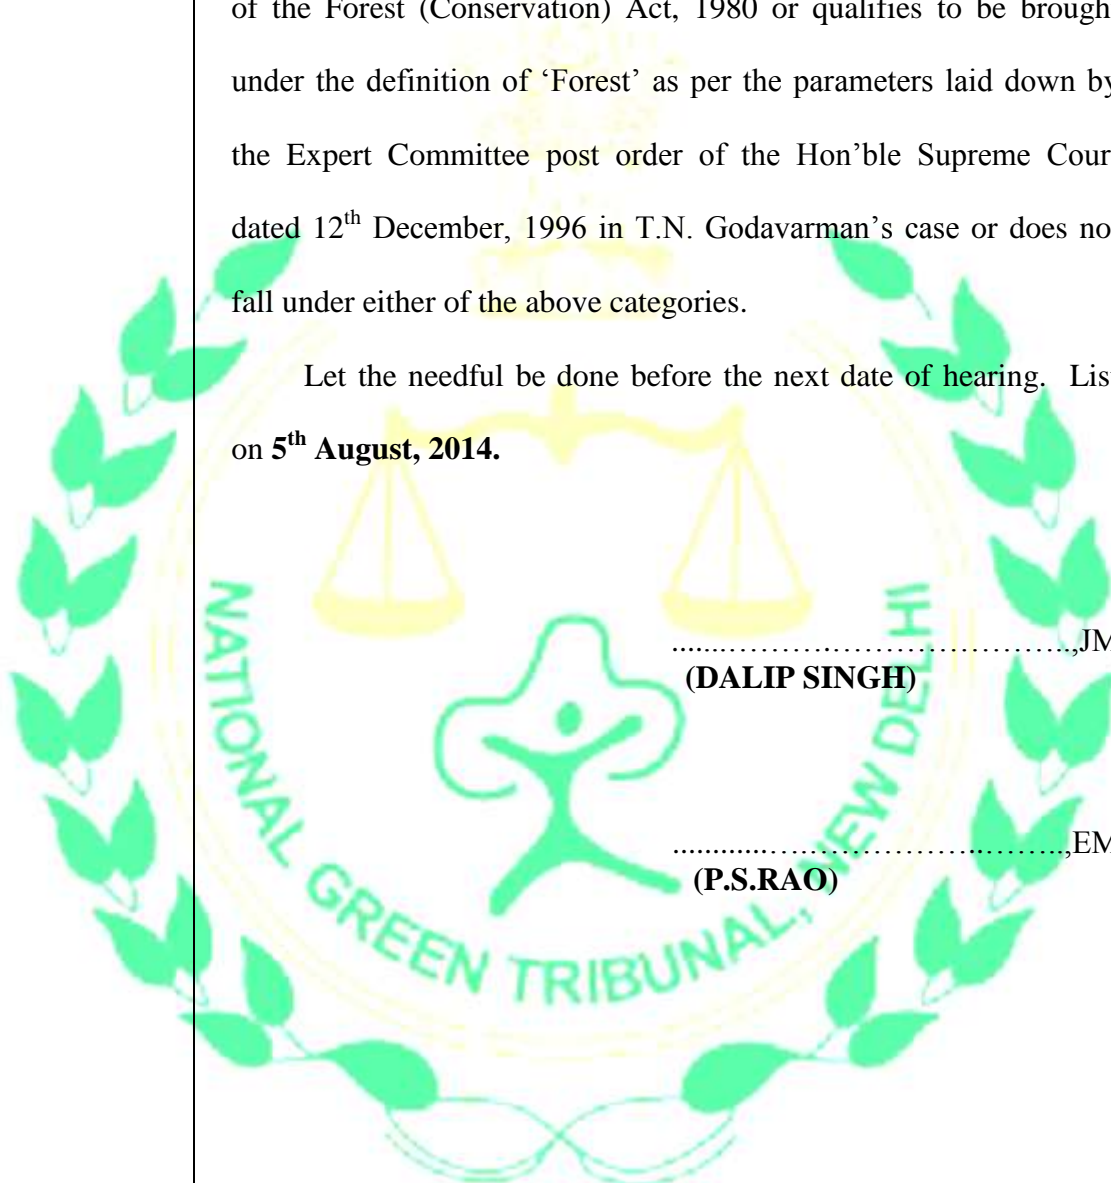 of the Forest (Conservation) Act, 1980 or qualifies to be brough
under the definition of ‘Forest’ as per the parameters laid down by
the Expert Committee post order of the Hon’ble Supreme Cour
dated 12th December, 1996 in T.N. Godavarman’s case or does no
fall under either of the above categories.
Let the needful be done before the next date of hearing. Lis
on 5th August, 2014.
.......……….…………………..,JM
(DALIP SINGH)
............…………………..……..,EM
(P.S.RAO)
NATIONAL GREEN TRIBUNAL, NEW DELHI